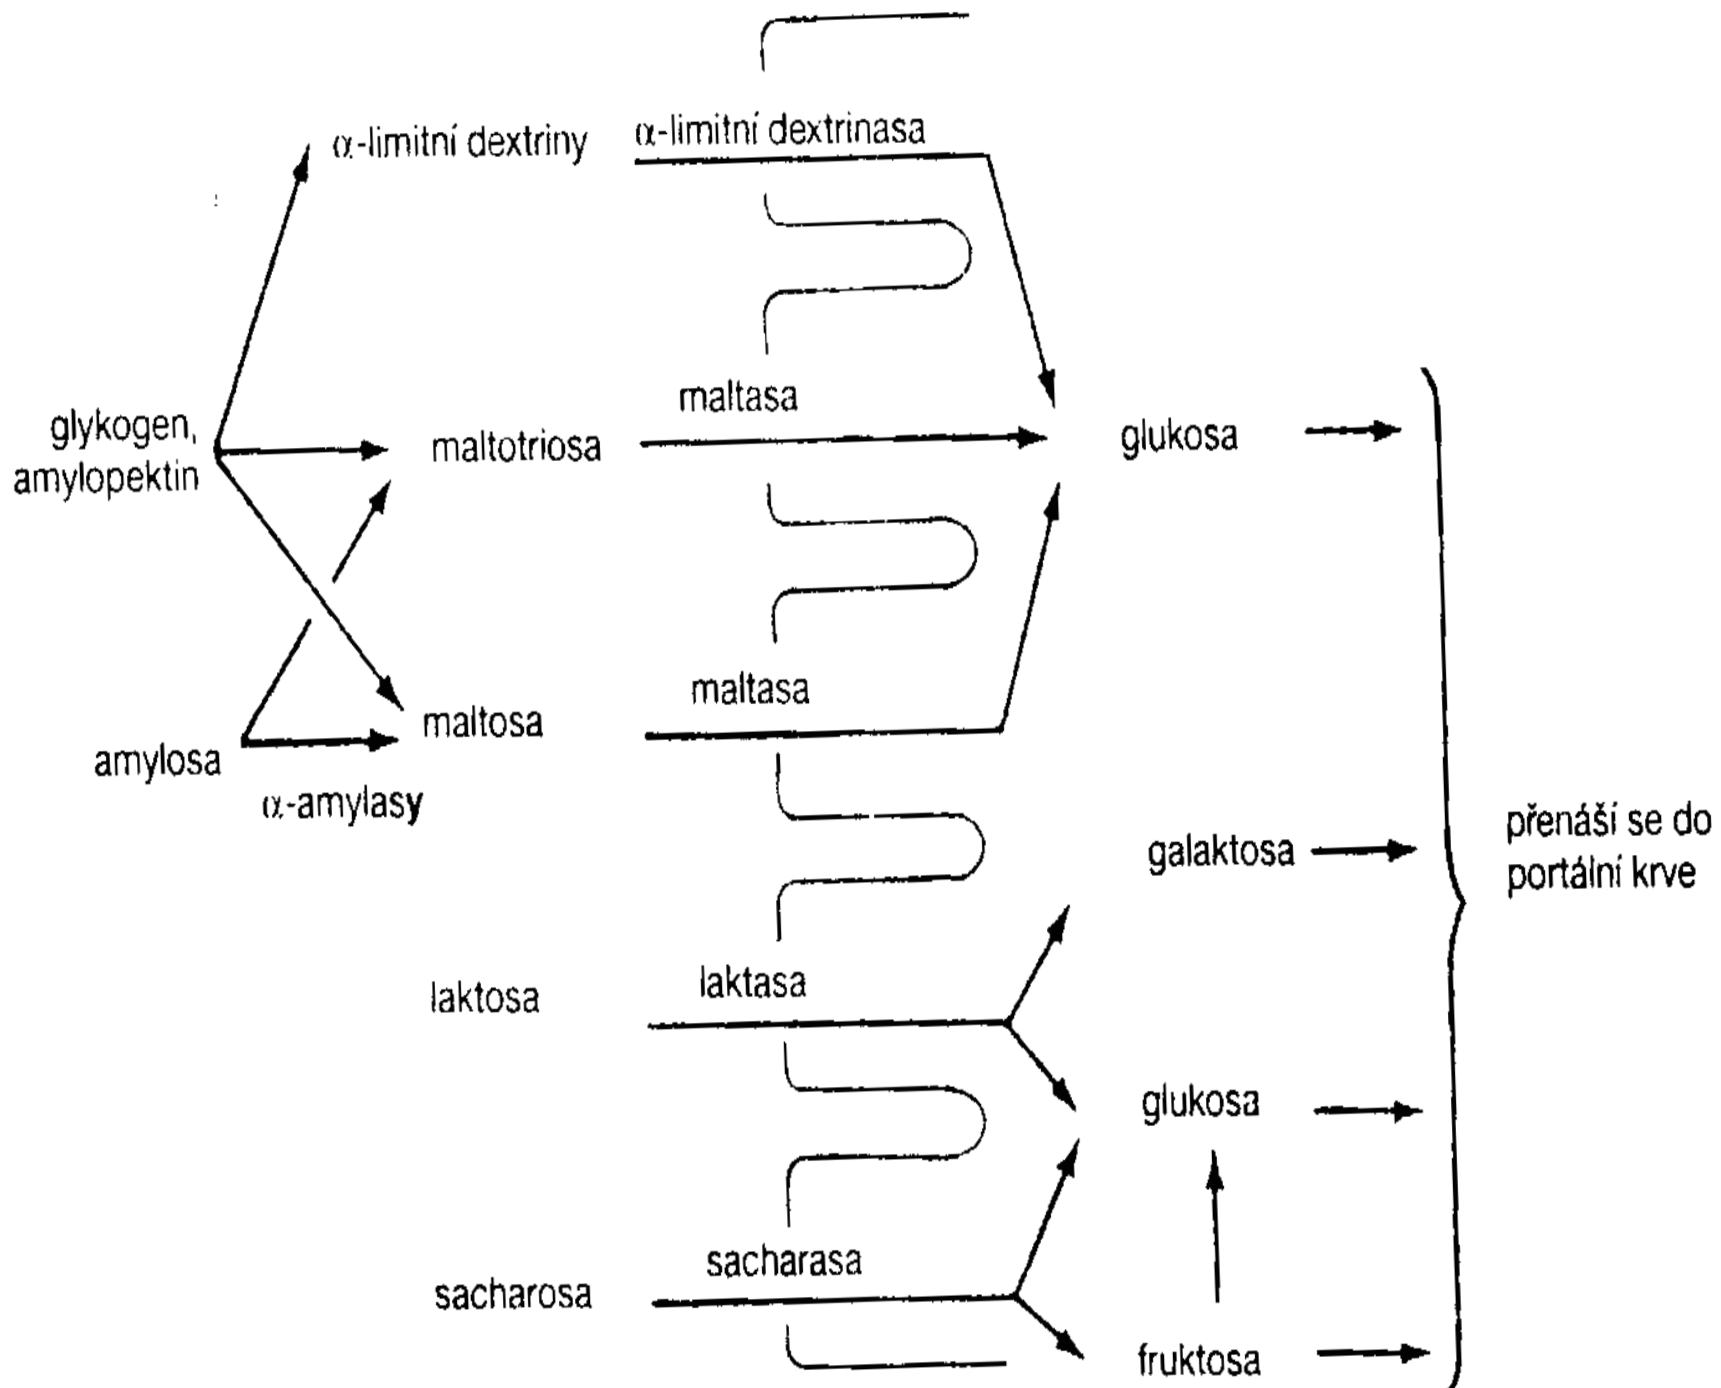 α-limitní dextriny
α-limitní dextrinasa
glykogen,
amylopektin
maltotriosa
maltasa
glukosa
amylosa
maltosa
maltasa
α-amylasy
galaktosa
přenáší se do
portální krve
laktosa
laktasa
glukosa
sacharosa
sacharasa
fruktosa